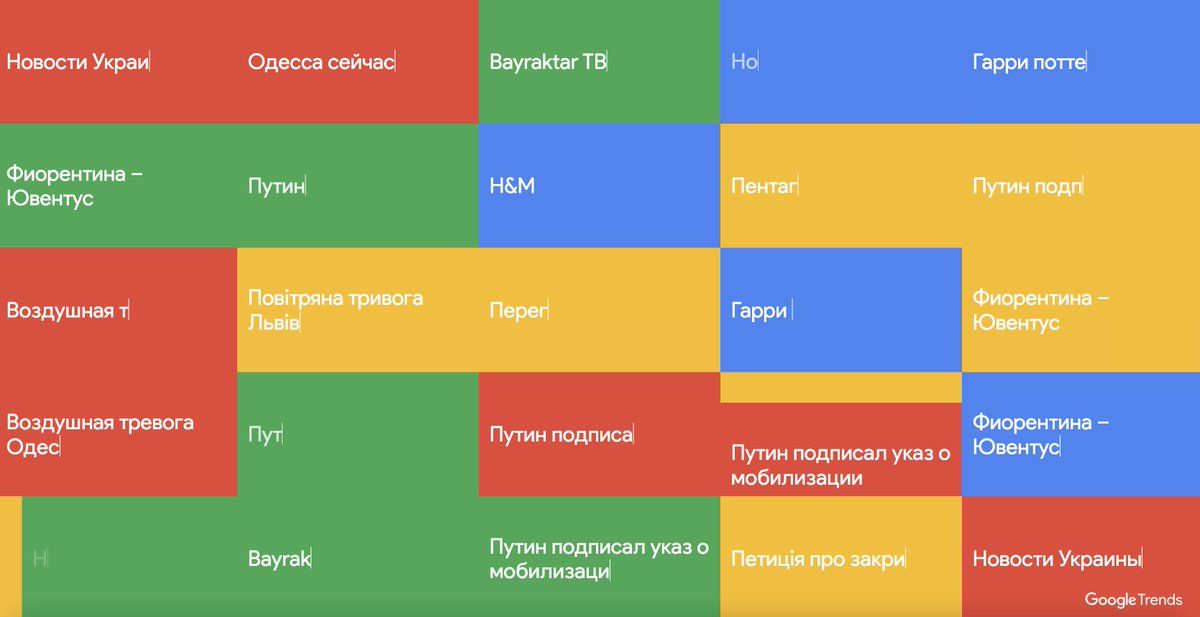 Новости Украи
Одесса сейчас
Bayraktar ТВ
Но
Гарри потте
Фиорентина –
Ювентус
Путин
H&M
Пентаг
Путин подп
Воздушная т
Повітряна тривога
Львів
Перег
Гарри
Фиорентина –
Ювентус
Воздушная тревога
Одес
Пут
Путин подписа
Путин подписал указ о
мобилизации
Фиорентина –
Ювентус
Н
Bayrak
Путин подписал указ о
мобилизаци
Петиція про закри
Новости Украины
Google Trends